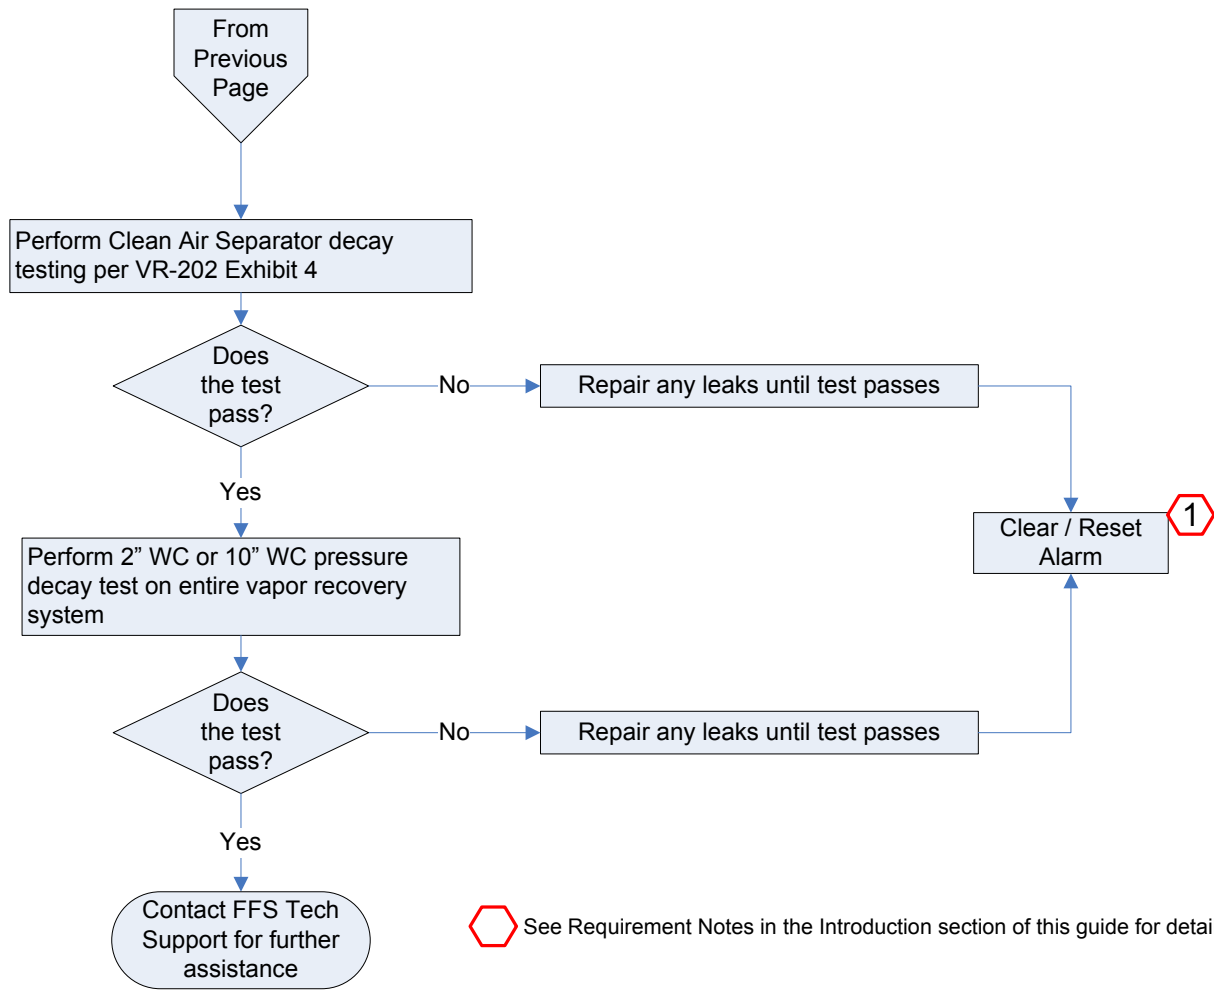 From
Previous
Page
Perform Clean Air Separator decay
testing per VR-202 Exhibit 4
Does
the test
pass?
No
Repair any leaks until test passes
Yes
1
Clear / Reset
Alarm
Perform 2” WC or 10” WC pressure
decay test on entire vapor recovery
system
Does
the test
pass?
No
Repair any leaks until test passes
Yes
Contact FFS Tech
Support for further
assistance
See Requirement Notes in the Introduction section of this guide for detai